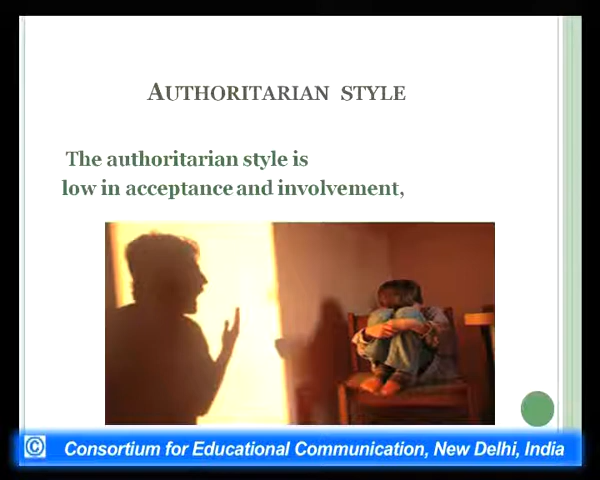 AUTHORITARIAN STYLE
The authoritarian style is
low in acceptance and involvement,
© Consortium for Educational Communication, New Delhi, India